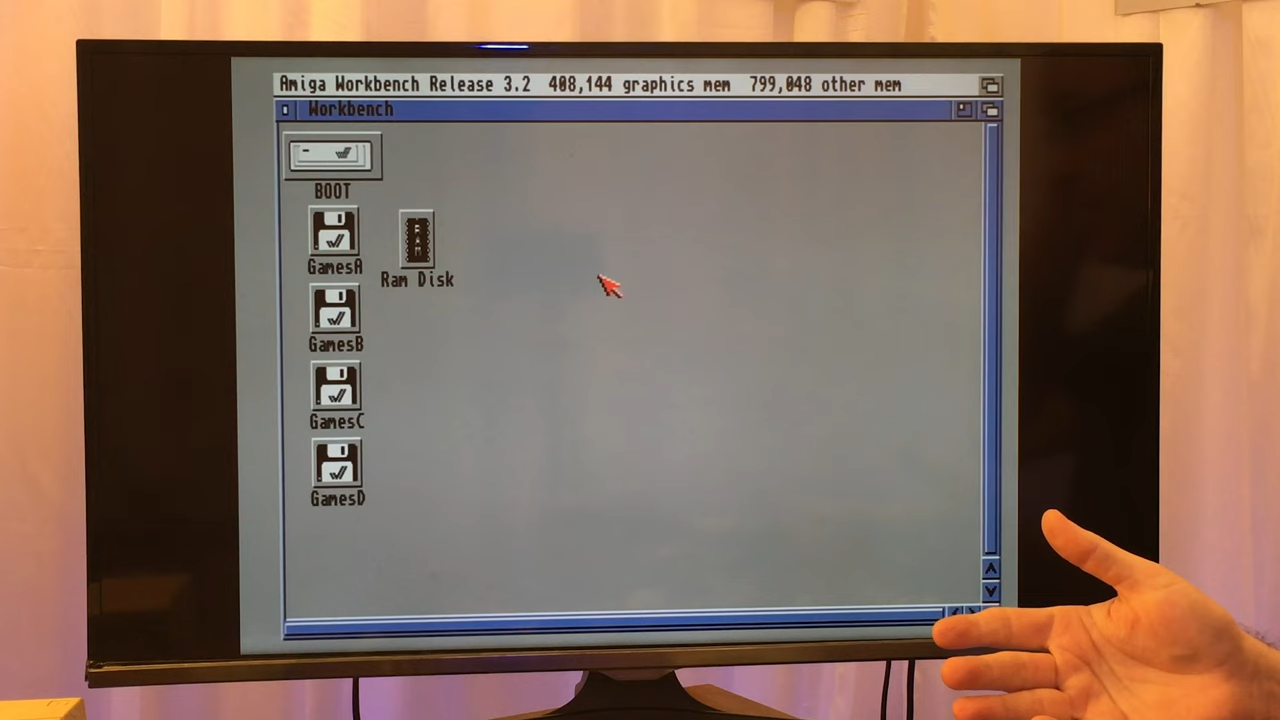 Amiga Workbench Release 3.2 408,144 graphics mem 799,048 other mem
Workbench
BOOT
GamesA
RAM
Ram Disk
GamesB
GamesC
GamesD